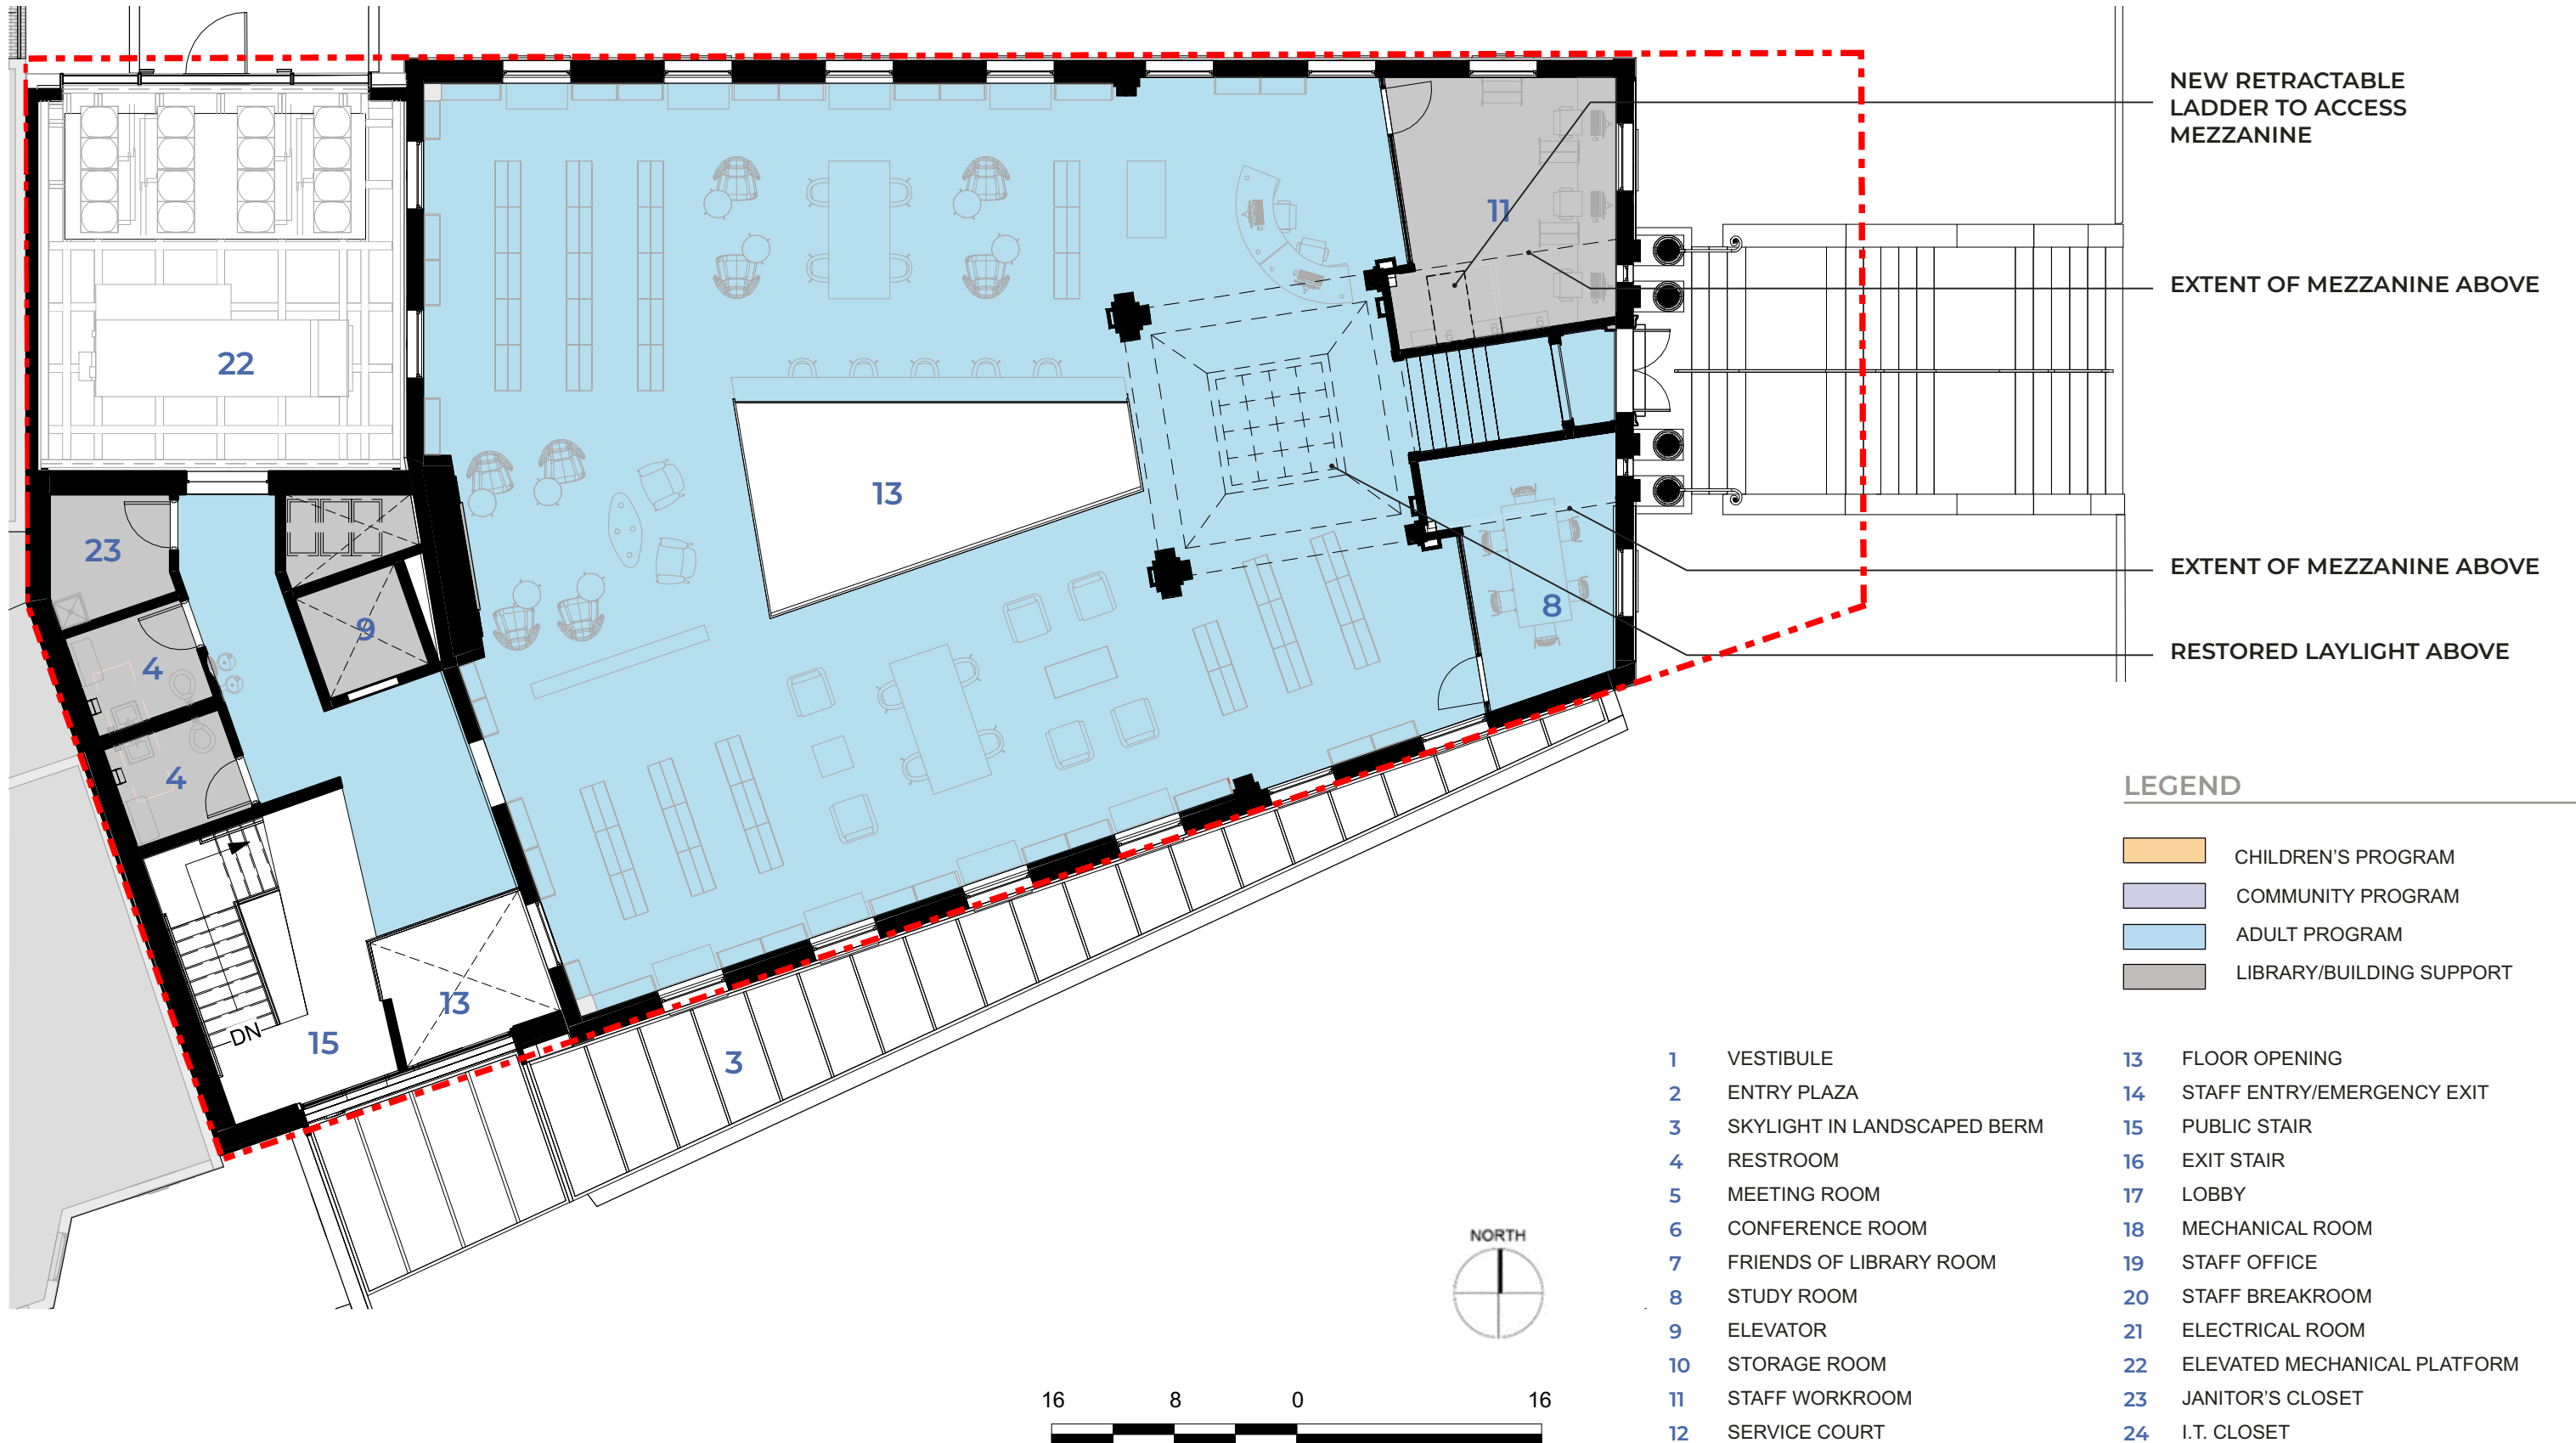 NEW RETRACTABLE
LADDER TO ACCESS
MEZZANINE
EXTENT OF MEZZANINE ABOVE
EXTENT OF MEZZANINE ABOVE
RESTORED LAYLIGHT ABOVE
11
6 6 6
22
13
23
9
8
4
4
13
15
DN
3
LEGEND
CHILDREN'S PROGRAM
COMMUNITY PROGRAM
ADULT PROGRAM
LIBRARY/BUILDING SUPPORT
1 VESTIBULE
2 ENTRY PLAZA
3 SKYLIGHT IN LANDSCAPED BERM
4 RESTROOM
5 MEETING ROOM
6 CONFERENCE ROOM
7 FRIENDS OF LIBRARY ROOM
8 STUDY ROOM
9 ELEVATOR
10 STORAGE ROOM
11 STAFF WORKROOM
12 SERVICE COURT
13 FLOOR OPENING
14 STAFF ENTRY/EMERGENCY EXIT
15 PUBLIC STAIR
16 EXIT STAIR
17 LOBBY
18 MECHANICAL ROOM
19 STAFF OFFICE
20 STAFF BREAKROOM
21 ELECTRICAL ROOM
22 ELEVATED MECHANICAL PLATFORM
23 JANITOR'S CLOSET
24 I.T. CLOSET
NORTH
16 8 0 16